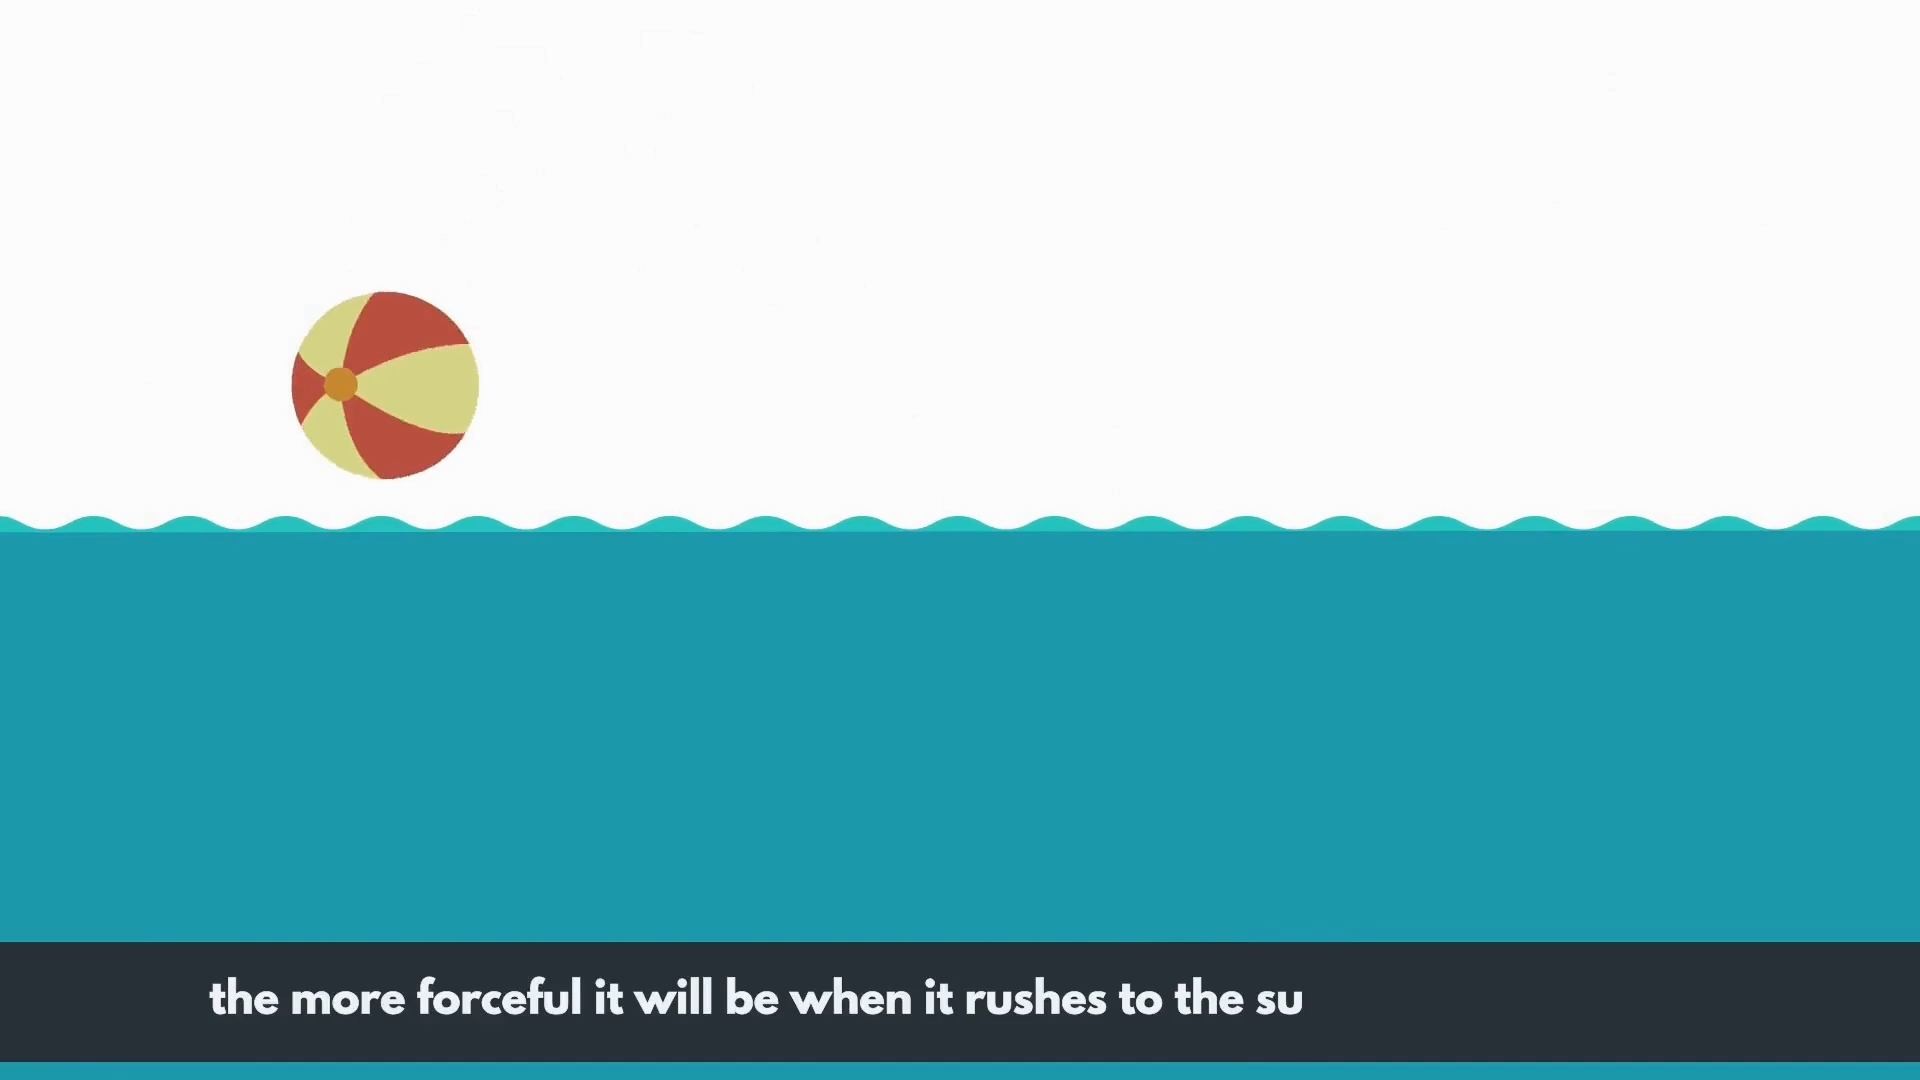 the more forceful it will be when it rushes to the su